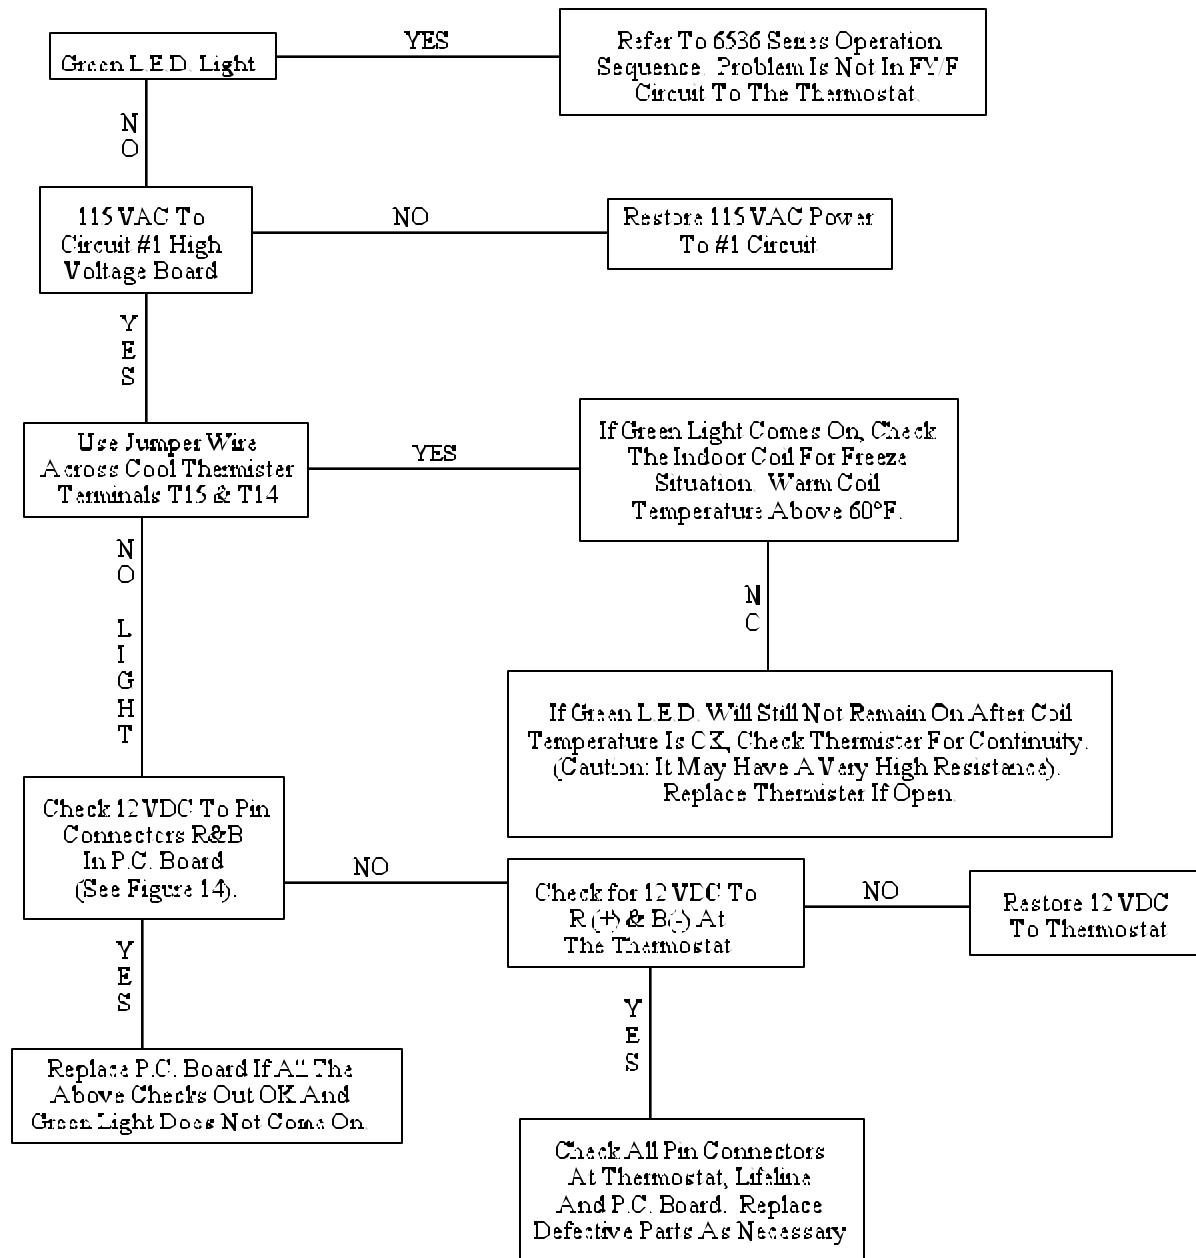 Green L.E.D. Light
YES
Refer To 6536 Series Operation
Sequence. Problem Is Not In FY/F
Circuit To The Thermostat.
NO
115 VAC To
Circuit #1 High
Voltage Board
NO
Restore 115 VAC Power
To #1 Circuit
YES
Use Jumper Wire
Across Cool Thermister
Terminals T15 & T14
YES
If Green Light Comes On, Check
The Indoor Coil For Freeze
Situation. Warm Coil
Temperature Above 60°F.
NO LIGHT
NO
If Green L.E.D. Will Still Not Remain On After Coil
Temperature Is OK, Check Thermister For Continuity.
(Caution: It May Have A Very High Resistance).
Replace Thermister If Open.
Check 12 VDC To Pin
Connectors R&B
In P.C. Board
(See Figure 14).
NO
Check for 12 VDC To
R (+) & B(-) At
The Thermostat
NO
Restore 12 VDC
To Thermostat
YES
YES
Replace P.C. Board If All The
Above Checks Out OK And
Green Light Does Not Come On.
Check All Pin Connectors
At Thermostat, Lifeline
And P.C. Board. Replace
Defective Parts As Necessary